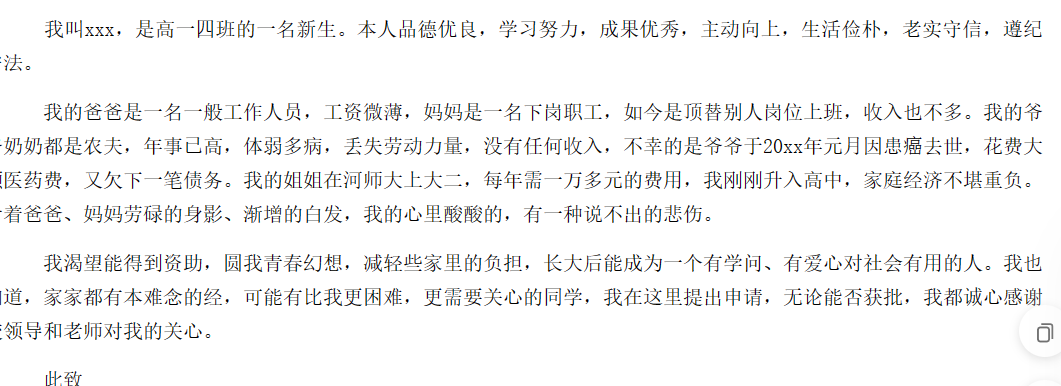 我叫xxx，是高一四班的一名新生。本人品德优良，学习努力，成果优秀，主动向上，生活俭朴，老实守信，遵纪
法。
我的爸爸是一名一般工作人员，工资微薄，妈妈是一名下岗职工，如今是顶替别人岗位上班，收入也不多。我的爷
奶奶都是农夫，年事已高，体弱多病，丢失劳动力量，没有任何收入，不幸的是爷爷于20xx年元月因患癌去世，花费大
医药费，又欠下一笔债务。我的姐姐在河师大上大二，每年需一万多元的费用，我刚刚升入高中，家庭经济不堪重负。
着爸爸、妈妈劳碌的身影、渐增的白发，我的心里酸酸的，有一种说不出的悲伤。
我渴望能得到资助，圆我青春幻想，减轻些家里的负担，长大后能成为一个有学问、有爱心对社会有用的人。我也
道，家家都有本难念的经，可能有比我更困难，更需要关心的同学，我在这里提出申请，无论能否获批，我都诚心感谢
领导和老师对我的关心。
此致